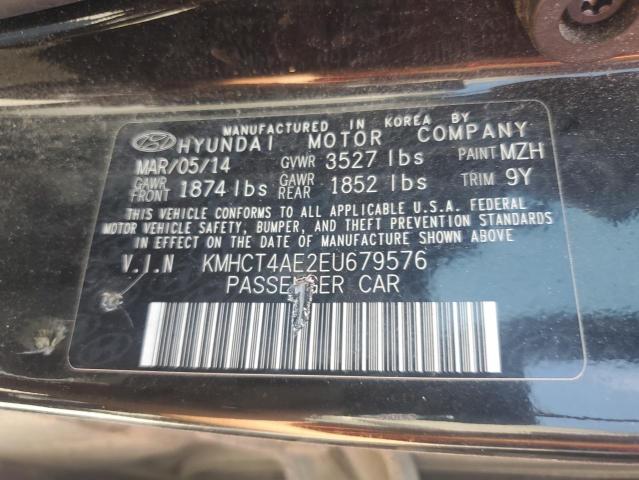 MANUFACTURED IN KOREA BY
HYUNDAI MOTOR COMPANY
MAR/05/14 GVWR 3527 lbs PAINT MZH
GAWR FRONT 1874 lbs GAWR REAR 1852 lbs TRIM 9Y
THIS VEHICLE CONFORMS TO ALL APPLICABLE U.S.A. FEDERAL
MOTOR VEHICLE SAFETY, BUMPER, AND THEFT PREVENTION STANDARDS
IN EFFECT ON THE DATE OF MANUFACTURE SHOWN ABOVE.
V.I.N KMHCT4AE2EU679576
PASSENGER CAR